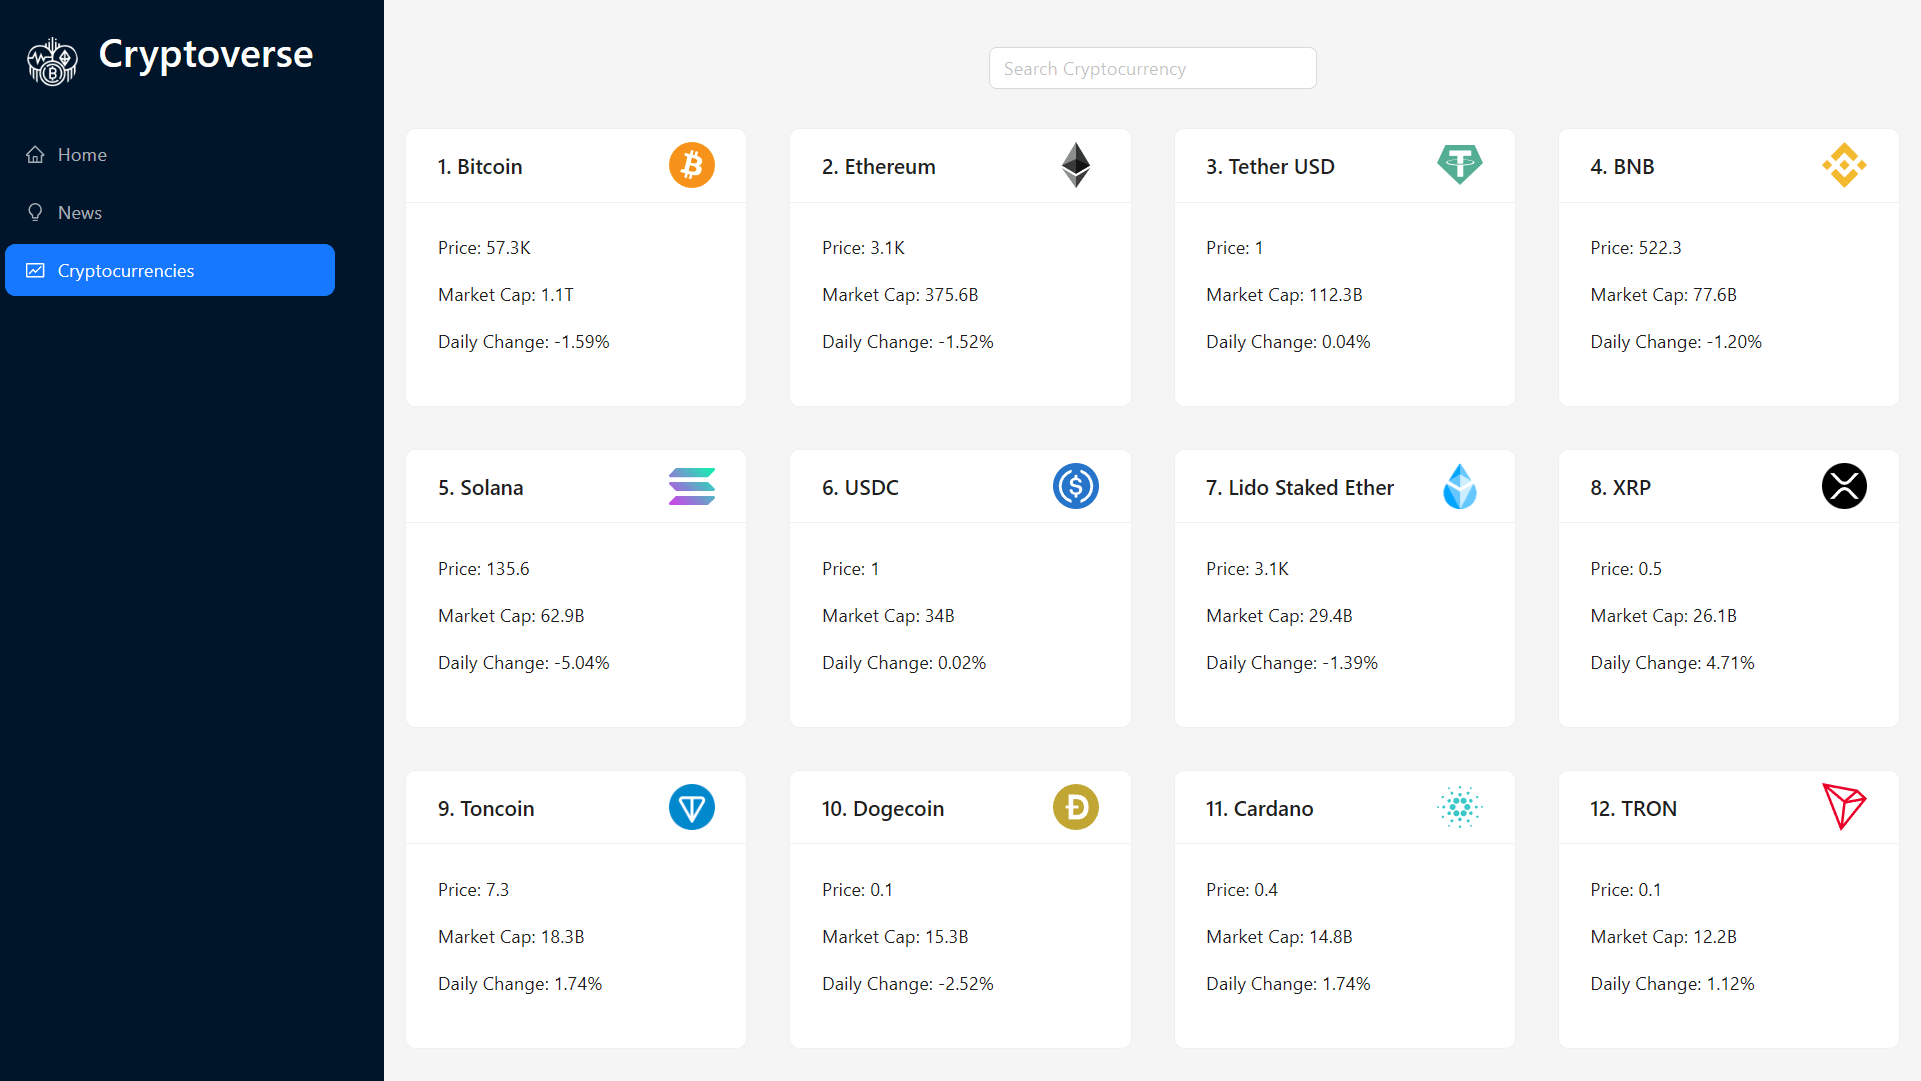 Cryptoverse
Home
News
Cryptocurrencies
Search Cryptocurrency
1. Bitcoin
Price: 57.3K
Market Cap: 1.1T
Daily Change: -1.59%
2. Ethereum
Price: 3.1K
Market Cap: 375.6B
Daily Change: -1.52%
3. Tether USD
Price: 1
Market Cap: 112.3B
Daily Change: 0.04%
4. BNB
Price: 522.3
Market Cap: 77.6B
Daily Change: -1.20%
5. Solana
Price: 135.6
Market Cap: 62.9B
Daily Change: -5.04%
6. USDC
Price: 1
Market Cap: 34B
Daily Change: 0.02%
7. Lido Staked Ether
Price: 3.1K
Market Cap: 29.4B
Daily Change: -1.39%
8. XRP
Price: 0.5
Market Cap: 26.1B
Daily Change: 4.71%
9. Toncoin
Price: 7.3
Market Cap: 18.3B
Daily Change: 1.74%
10. Dogecoin
Price: 0.1
Market Cap: 15.3B
Daily Change: -2.52%
11. Cardano
Price: 0.4
Market Cap: 14.8B
Daily Change: 1.74%
12. TRON
Price: 0.1
Market Cap: 12.2B
Daily Change: 1.12%